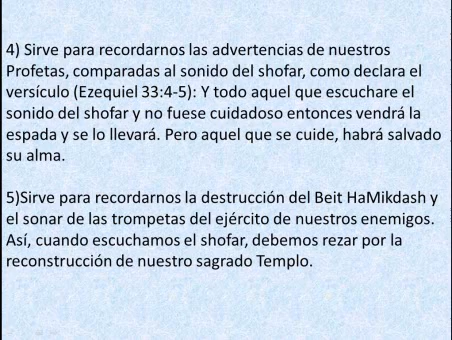 4) Sirve para recordarnos las advertencias de nuestros
Profetas, comparadas al sonido del shofar, como declara el
versículo (Ezequiel 33:4-5): Y todo aquel que escuchare el
sonido del shofar y no fuese cuidadoso entonces vendrá la
espada y se lo llevará. Pero aquel que se cuide, habrá salvado
su alma.
5)Sirve para recordarnos la destrucción del Beit HaMikdash y
el sonar de las trompetas del ejército de nuestros enemigos.
Así, cuando escuchamos el shofar, debemos rezar por la
reconstrucción de nuestro sagrado Templo.